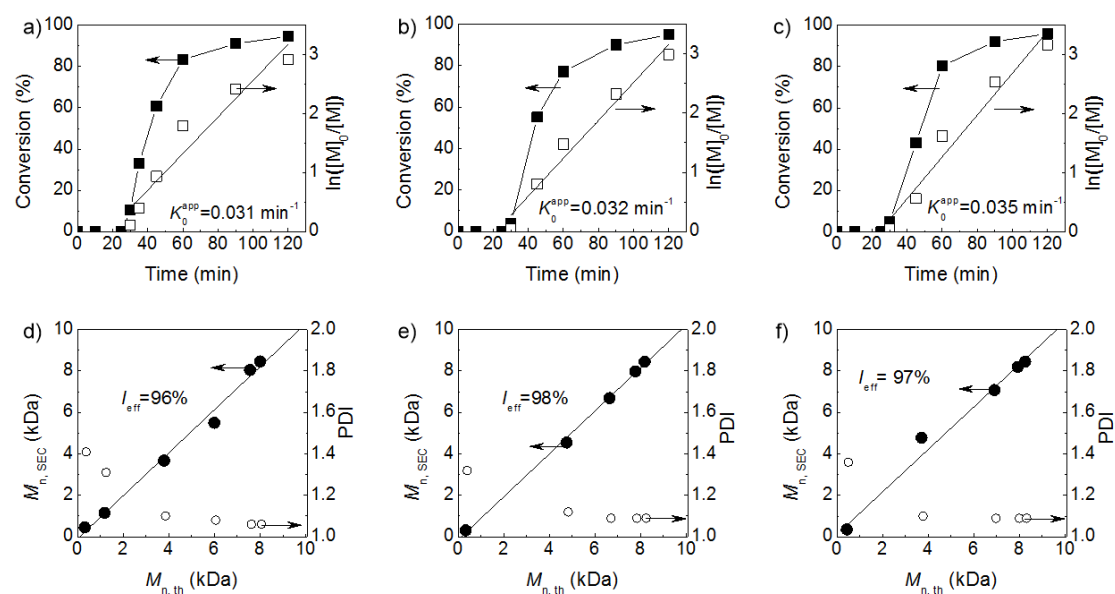 a)
Conversion (%)
100
80
60
40
20
0
3
2
1
0
ln([M]₀/[M])
K₀ᵃᵖᵖ=0.031 min⁻¹
0 20 40 60 80 100 120
Time (min)
b)
Conversion (%)
100
80
60
40
20
0
3
2
1
0
ln([M]₀/[M])
K₀ᵃᵖᵖ=0.032 min⁻¹
0 20 40 60 80 100 120
Time (min)
c)
Conversion (%)
100
80
60
40
20
0
3
2
1
0
ln([M]₀/[M])
K₀ᵃᵖᵖ=0.035 min⁻¹
0 20 40 60 80 100 120
Time (min)
d)
Mn, SEC (kDa)
10
8
6
4
2
0
2.0
1.8
1.6
1.4
1.2
1.0
PDI
Ieff=96%
0 2 4 6 8 10
Mn, th (kDa)
e)
Mn, SEC (kDa)
10
8
6
4
2
0
2.0
1.8
1.6
1.4
1.2
1.0
PDI
Ieff=98%
0 2 4 6 8 10
Mn, th (kDa)
f)
Mn, SEC (kDa)
10
8
6
4
2
0
2.0
1.8
1.6
1.4
1.2
1.0
PDI
Ieff= 97%
0 2 4 6 8 10
Mn, th (kDa)